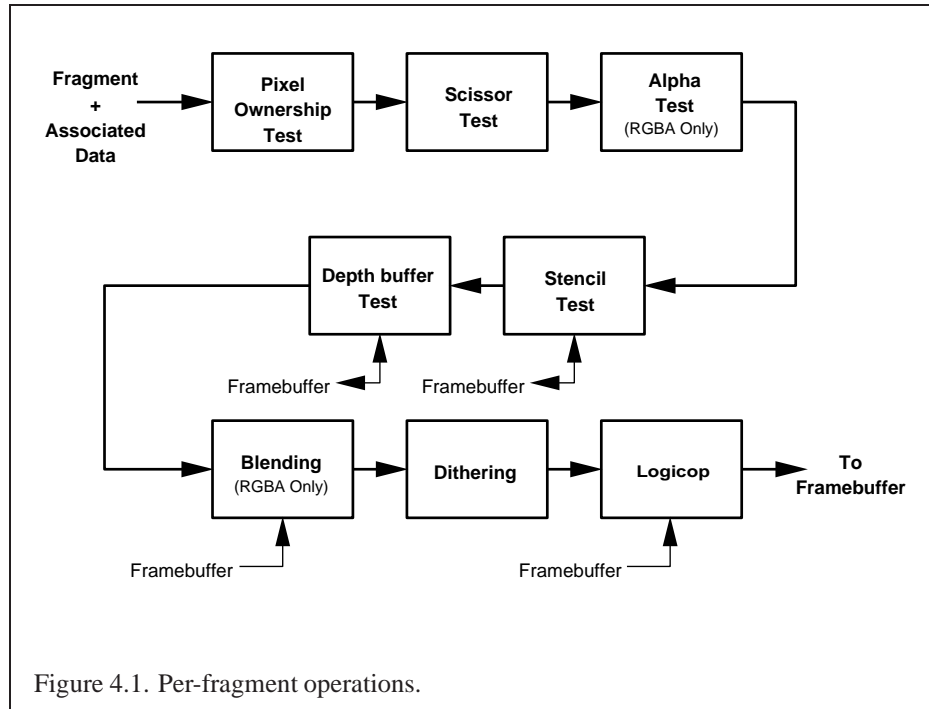 Fragment
+
Associated
Data
Pixel
Ownership
Test
Scissor
Test
Alpha
Test
(RGBA Only)
Depth buffer
Test
Stencil
Test
Framebuffer
Framebuffer
Blending
(RGBA Only)
Dithering
Logicop
To
Framebuffer
Framebuffer
Framebuffer
Figure 4.1. Per-fragment operations.